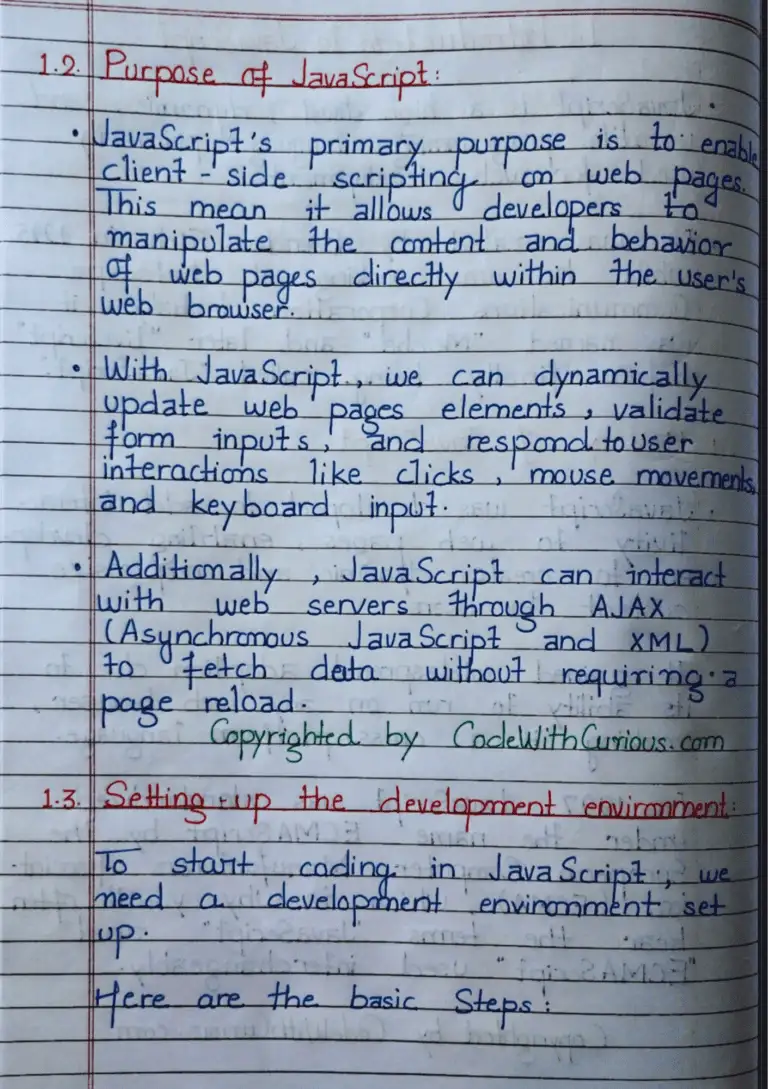 1.2. Purpose of JavaScript:
• JavaScript's primary purpose is to enable
client-side scripting on web pages.
This mean it allows developers to
manipulate the content and behavior
of web pages directly within the user's
web browser.
• With JavaScript, we can dynamically
update web pages elements, validate
form inputs, and respond to user
interactions like clicks, mouse movements,
and keyboard input.
• Additionally, JavaScript can interact
with web servers through AJAX
(Asynchronous JavaScript and XML)
to fetch data without requiring a
page reload.
Copyrighted by CodeWithCurious.com
1.3. Setting up the development environment:
To start coding in JavaScript, we
need a development environment set
up.
Here are the basic Steps: